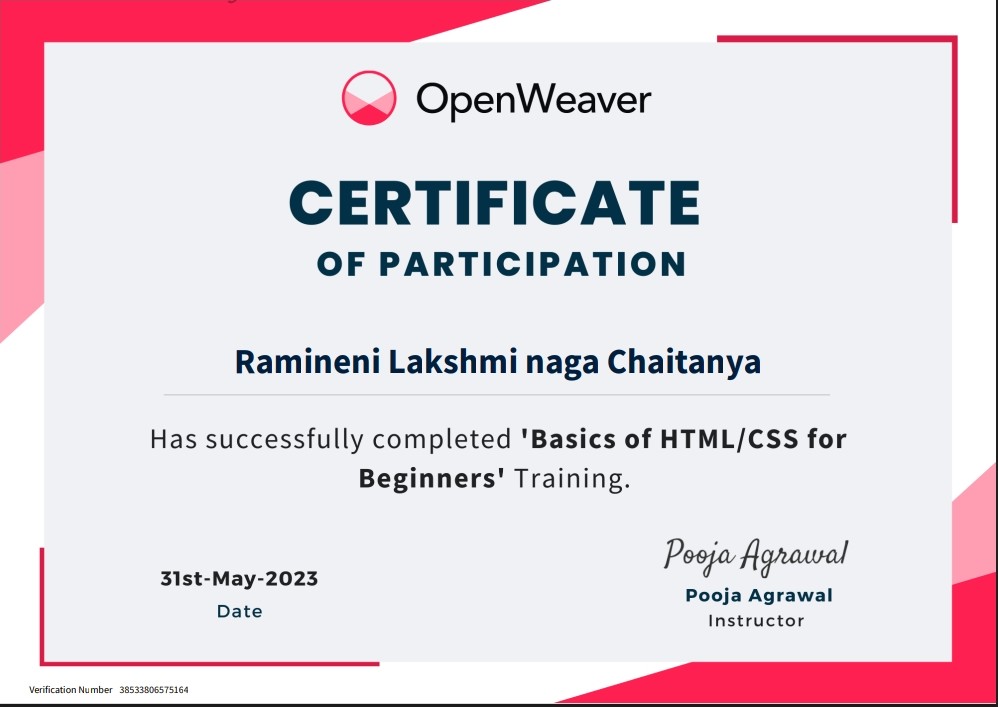 OpenWeaver
CERTIFICATE
OF PARTICIPATION
Ramineni Lakshmi naga Chaitanya
Has successfully completed 'Basics of HTML/CSS for
Beginners' Training.
Pooja Agrawal
31st-May-2023
Pooja Agrawal
Date
Instructor
Verification Number 38533806575164